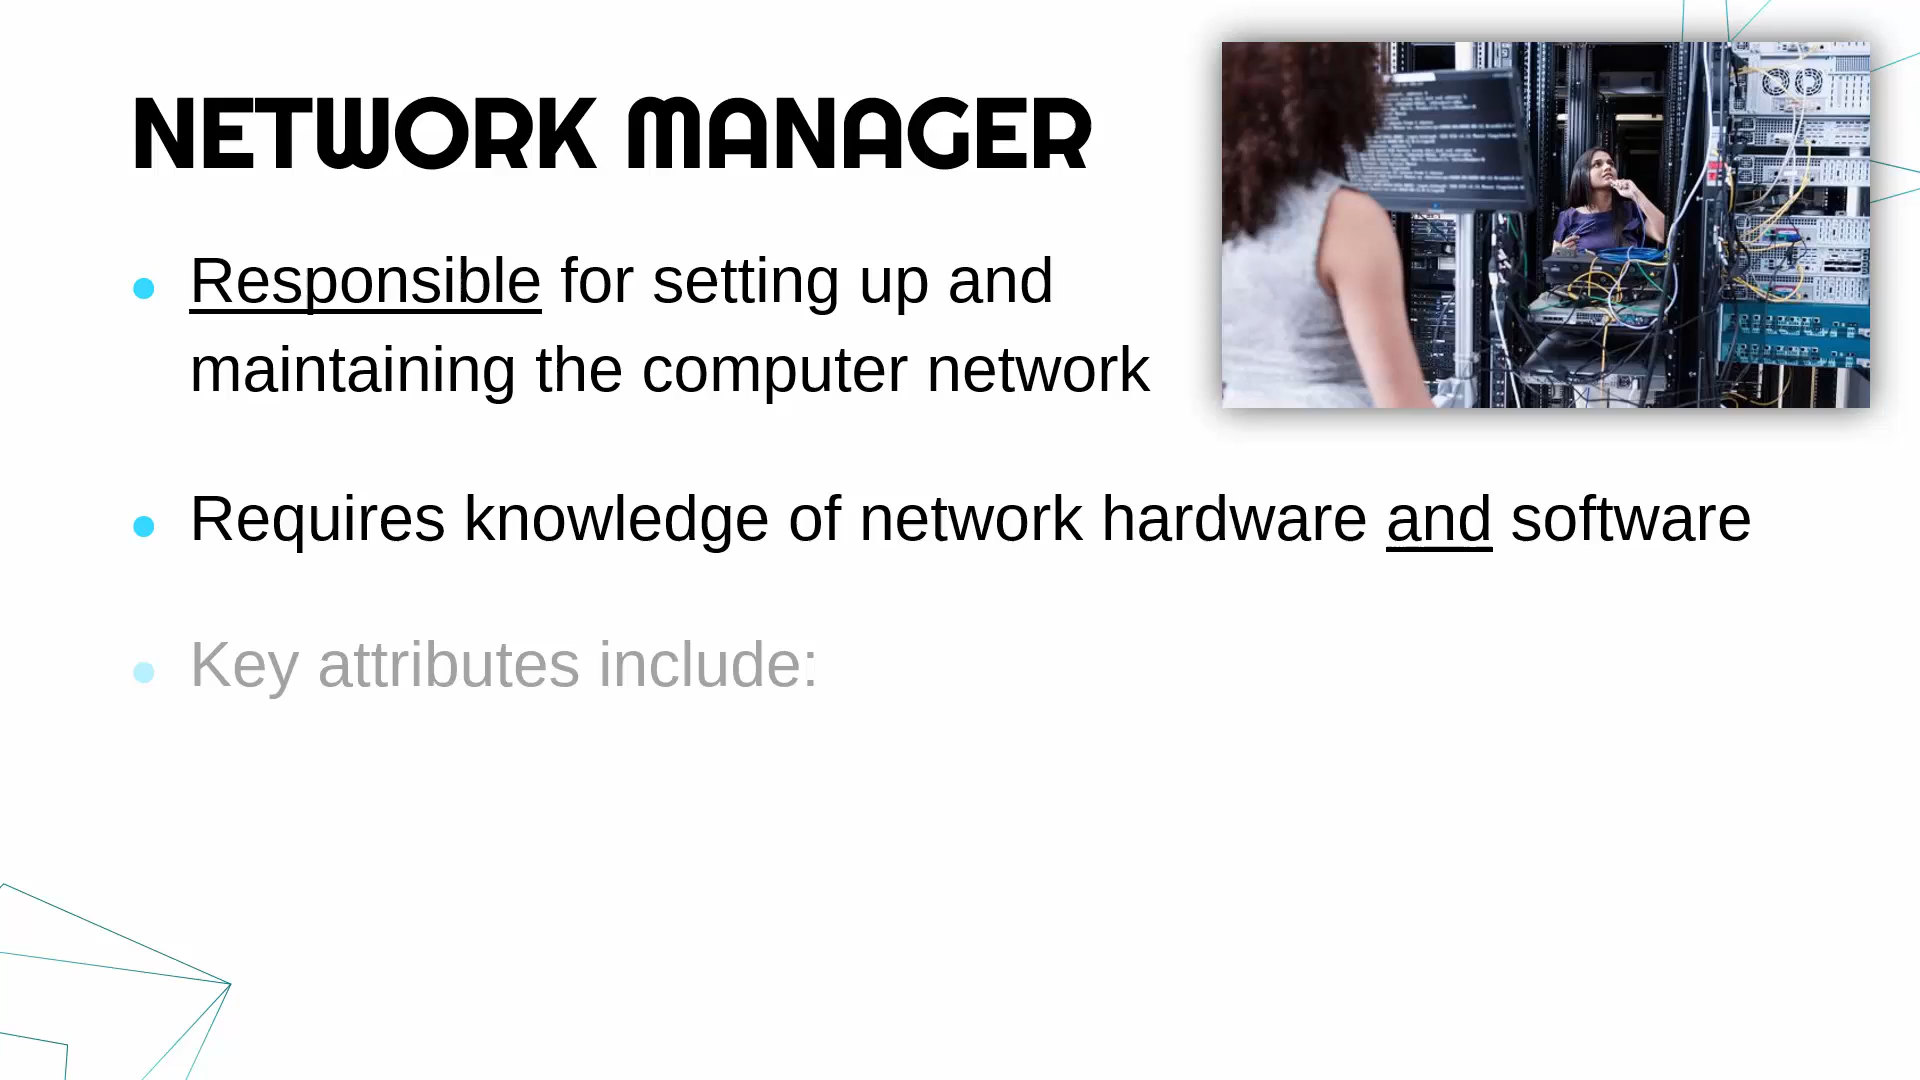 NETWORK MANAGER
Responsible for setting up and
maintaining the computer network
Requires knowledge of network hardware and software
Key attributes include: